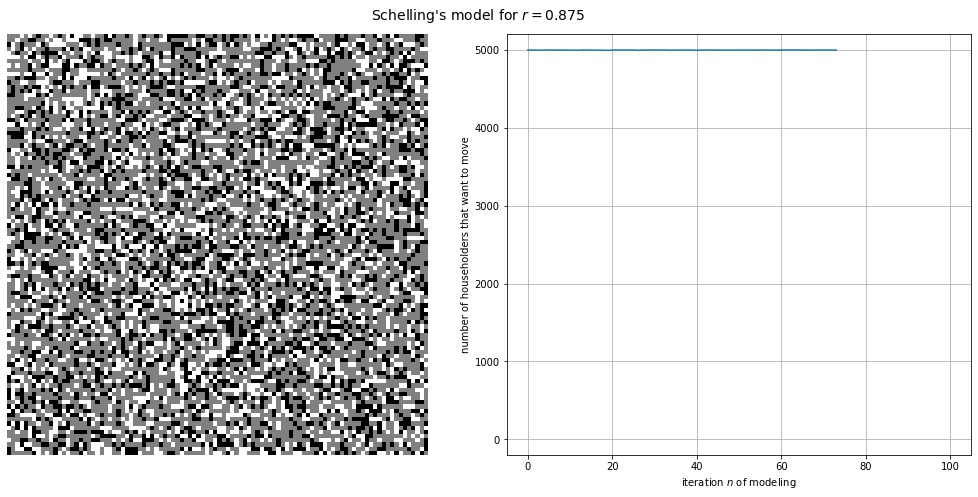 Schelling's model for r = 0.875
number of householders that want to move
5000
4000
3000
2000
1000
0
0 20 40 60 80 100
iteration n of modeling